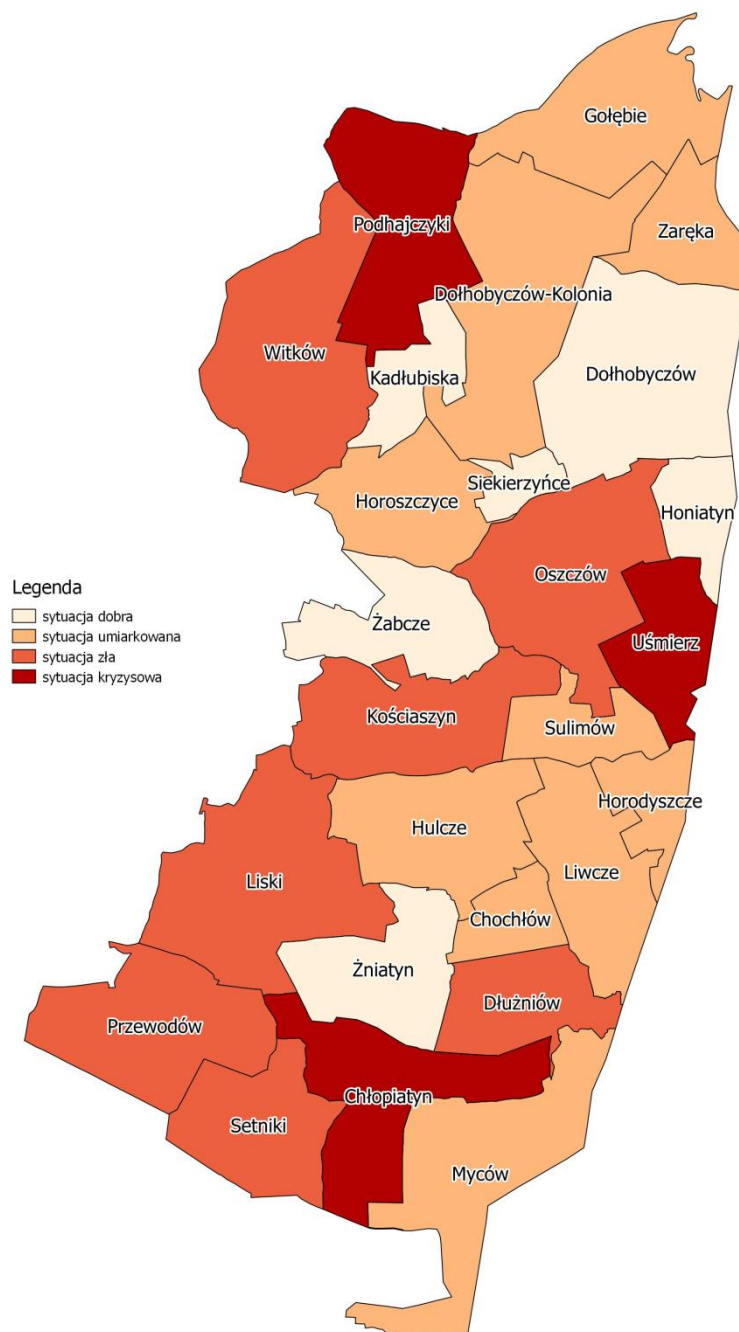 Gołębie
Zaręka
Podhajczyki
Dołhobyczów-Kolonia
Witków
Kadłubiska
Dołhobyczów
Siekierzyńce
Horoszczyce
Honiatyn
Oszczów
Legenda
sytuacja dobra
sytuacja umiarkowana
sytuacja zła
sytuacja kryzysowa
Żabcze
Uśmierz
Kościaszyn
Sulimów
Horodyszcze
Hulcze
Liwcze
Liski
Chochłów
Żniatyn
Dłużniów
Przewodów
Chłopiatyn
Setniki
Myców